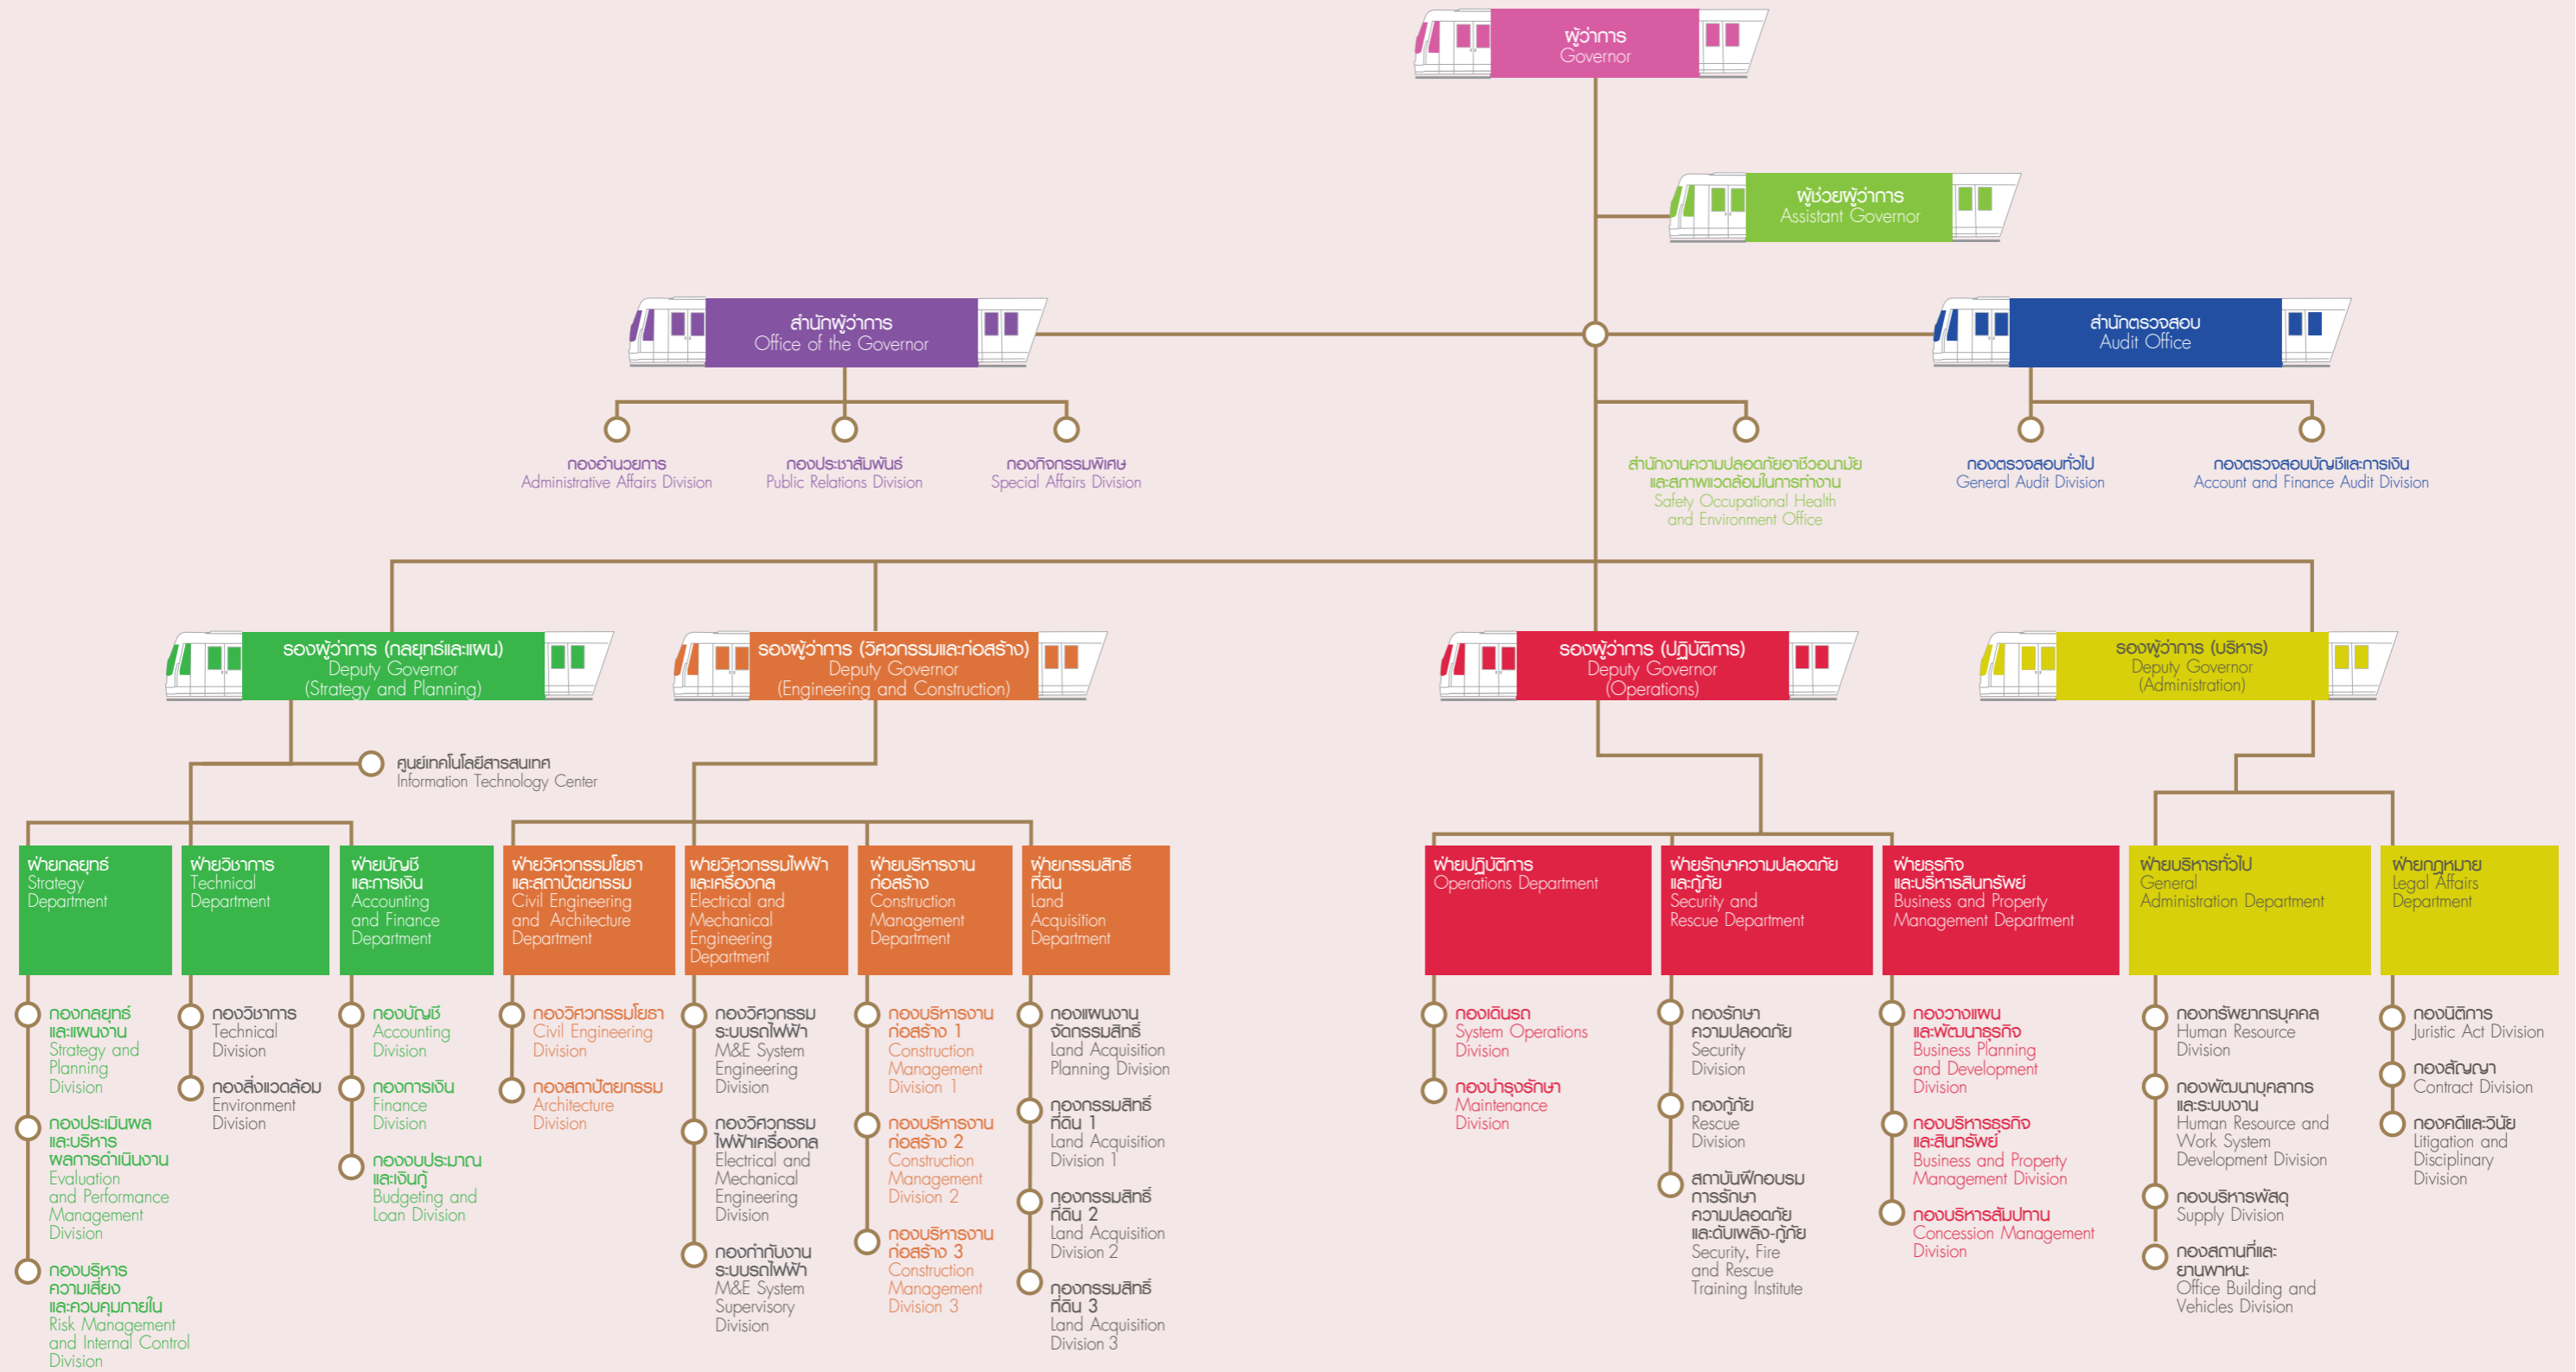 ผู้ว่าการ
Governor
ผู้ช่วยผู้ว่าการ
Assistant Governor
สำนักผู้ว่าการ
Office of the Governor
สำนักตรวจสอบ
Audit Office
กองอำนวยการ
Administrative Affairs Division
กองประชาสัมพันธ์
Public Relations Division
กองกิจกรรมพิเศษ
Special Affairs Division
สำนักงานความปลอดภัยอาชีวอนามัย
และสภาพแวดล้อมในการทำงาน
Safety Occupational Health
and Environment Office
กองตรวจสอบทั่วไป
General Audit Division
กองตรวจสอบบัญชีและการเงิน
Account and Finance Audit Division
รองผู้ว่าการ (กลยุทธ์และแผน)
Deputy Governor
(Strategy and Planning)
รองผู้ว่าการ (วิศวกรรมและก่อสร้าง)
Deputy Governor
(Engineering and Construction)
รองผู้ว่าการ (ปฏิบัติการ)
Deputy Governor
(Operations)
รองผู้ว่าการ (บริหาร)
Deputy Governor
(Administration)
ศูนย์เทคโนโลยีสารสนเทศ
Information Technology Center
ฝ่ายกลยุทธ์
Strategy
Department
ฝ่ายวิชาการ
Technical
Department
ฝ่ายบัญชี
และการเงิน
Accounting
and Finance
Department
ฝ่ายวิศวกรรมโยธา
และสถาปัตยกรรม
Civil Engineering
and Architecture
Department
ฝ่ายวิศวกรรมไฟฟ้า
และเครื่องกล
Electrical and
Mechanical
Engineering
Department
ฝ่ายบริหารงาน
ก่อสร้าง
Construction
Management
Department
ฝ่ายกรรมสิทธิ์
ที่ดิน
Land
Acquisition
Department
ฝ่ายปฏิบัติการ
Operations Department
ฝ่ายรักษาความปลอดภัย
และกู้ภัย
Security and
Rescue Department
ฝ่ายธุรกิจ
และบริหารสินทรัพย์
Business and Property
Management Department
ฝ่ายบริหารทั่วไป
General
Administration Department
ฝ่ายกฎหมาย
Legal Affairs
Department
กองกลยุทธ์
และแผนงาน
Strategy and
Planning
Division
กองประเมินผล
และบริหาร
ผลการดำเนินงาน
Evaluation
and Performance
Management
Division
กองบริหาร
ความเสี่ยง
และควบคุมภายใน
Risk Management
and Internal Control
Division
กองวิชาการ
Technical
Division
กองสิ่งแวดล้อม
Environment
Division
กองบัญชี
Accounting
Division
กองการเงิน
Finance
Division
กองงบประมาณ
และเงินกู้
Budgeting and
Loan Division
กองวิศวกรรมโยธา
Civil Engineering
Division
กองสถาปัตยกรรม
Architecture
Division
กองวิศวกรรม
ระบบรถไฟฟ้า
M&E System
Engineering
Division
กองวิศวกรรม
ไฟฟ้าเครื่องกล
Electrical and
Mechanical
Engineering
Division
กองกำกับงาน
ระบบรถไฟฟ้า
M&E System
Supervisory
Division
กองบริหารงาน
ก่อสร้าง 1
Construction
Management
Division 1
กองบริหารงาน
ก่อสร้าง 2
Construction
Management
Division 2
กองบริหารงาน
ก่อสร้าง 3
Construction
Management
Division 3
กองแผนงาน
จัดกรรมสิทธิ์
Land Acquisition
Planning Division
กองกรรมสิทธิ์
ที่ดิน 1
Land Acquisition
Division 1
กองกรรมสิทธิ์
ที่ดิน 2
Land Acquisition
Division 2
กองกรรมสิทธิ์
ที่ดิน 3
Land Acquisition
Division 3
กองเดินรถ
System Operations
Division
กองบำรุงรักษา
Maintenance
Division
กองรักษา
ความปลอดภัย
Security
Division
กองกู้ภัย
Rescue
Division
สถาบันฝึกอบรม
การรักษา
ความปลอดภัย
และดับเพลิง-กู้ภัย
Security, Fire
and Rescue
Training Institute
กองวางแผน
และพัฒนาธุรกิจ
Business Planning
and Development
Division
กองบริหารธุรกิจ
และสินทรัพย์
Business and Property
Management Division
กองบริหารสัมปทาน
Concession Management
Division
กองทรัพยากรบุคคล
Human Resource
Division
กองพัฒนาบุคลากร
และระบบงาน
Human Resource and
Work System
Development Division
กองบริหารพัสดุ
Supply Division
กองสถานที่และ
ยานพาหนะ
Office Building and
Vehicles Division
กองนิติการ
Juristic Act Division
กองสัญญา
Contract Division
กองคดีและวินัย
Litigation and
Disciplinary
Division